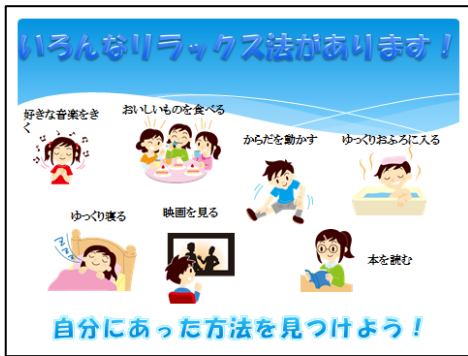 いろんなリラックス法があります！
好きな音楽をき
く
おいしいものを食べる
からだを動かす
ゆっくりおふろに入る
ゆっくり寝る
映画を見る
本を読む
自分にあった方法を見つけよう！